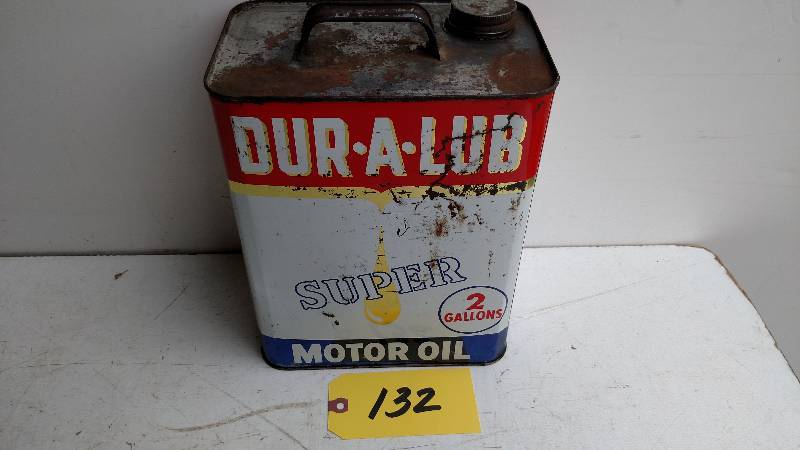 DUR·A·LUB
SUPER
2
GALLONS
MOTOR OIL
132